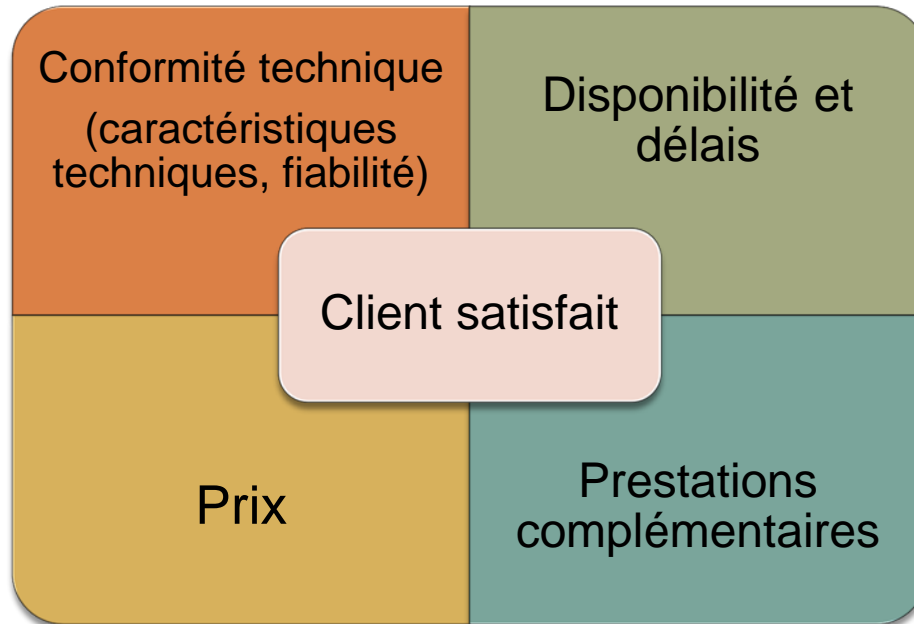 Conformité technique
(caractéristiques
techniques, fiabilité)
Disponibilité et
délais
Client satisfait
Prix
Prestations
complémentaires